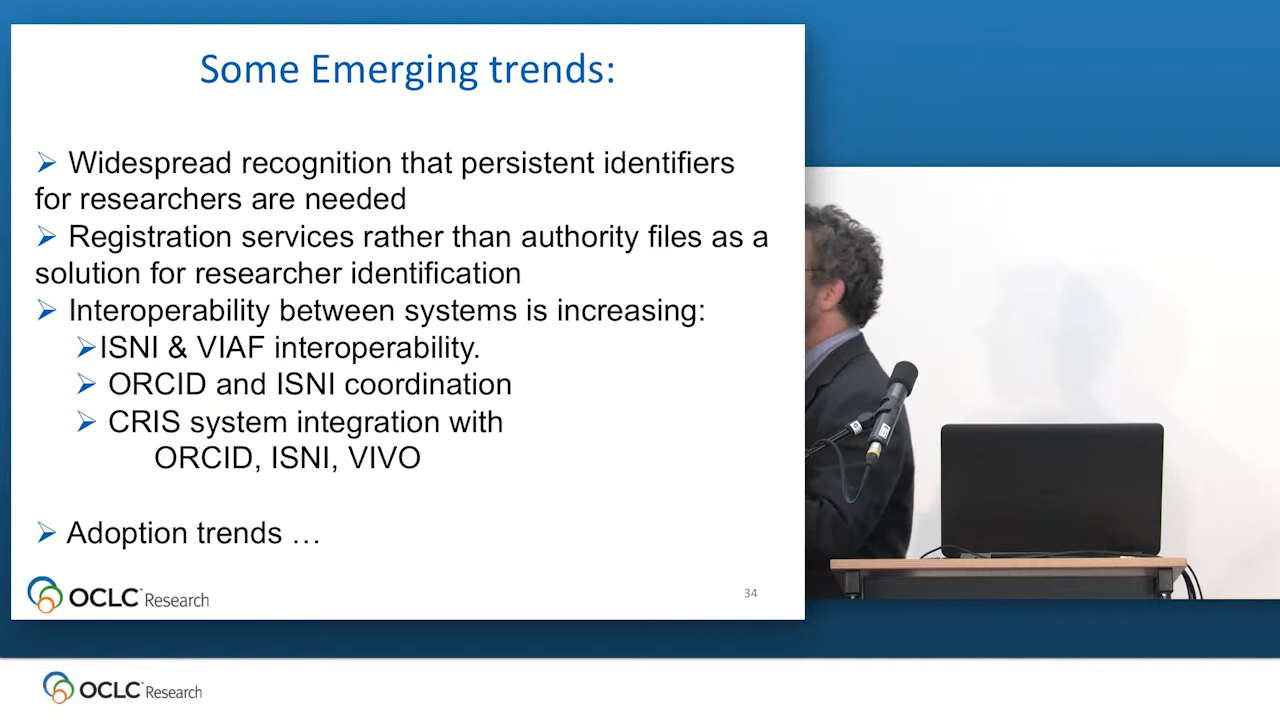 Some Emerging trends:
➢ Widespread recognition that persistent identifiers
for researchers are needed
➢ Registration services rather than authority files as a
solution for researcher identification
➢ Interoperability between systems is increasing:
➢ISNI & VIAF interoperability.
➢ ORCID and ISNI coordination
➢ CRIS system integration with
ORCID, ISNI, VIVO
➢ Adoption trends …
OCLC Research
34
OCLC Research